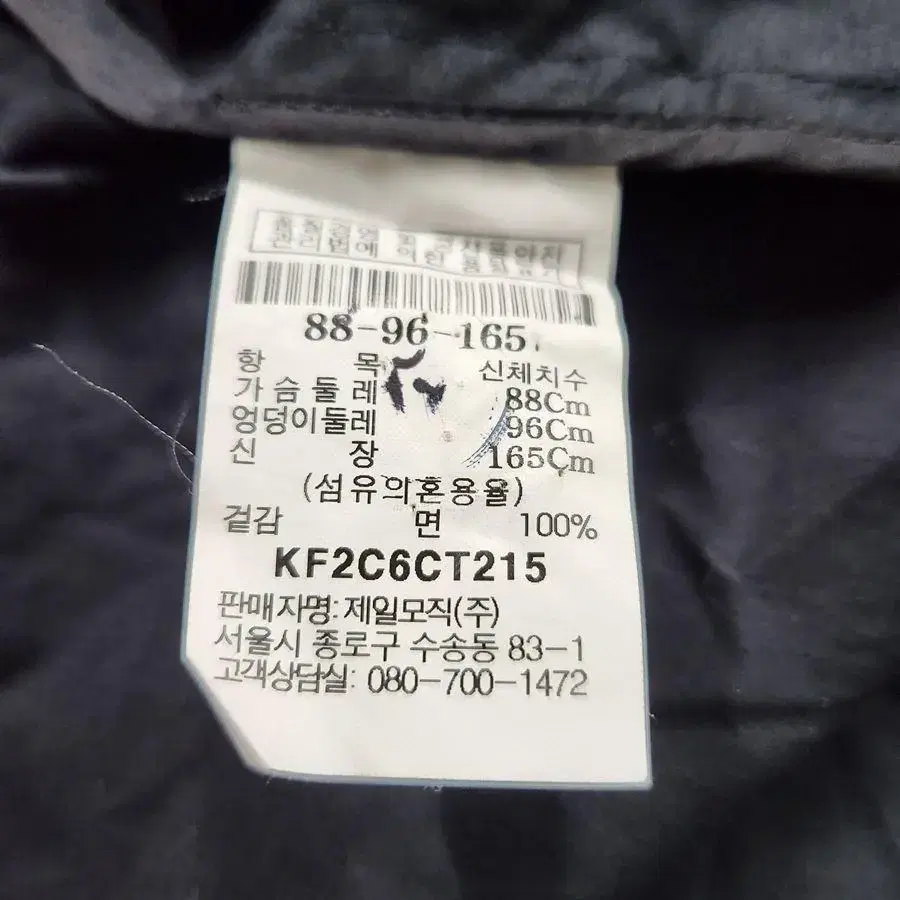 88-96-165
항 목 신체치수
가슴둘레 88Cm
엉덩이둘레 96Cm
신 장 165Cm
(섬유의혼용율)
겉감 면 100%
KF2C6CT215
판매자명: 제일모직(주)
서울시 종로구 수송동 83-1
고객상담실: 080-700-1472